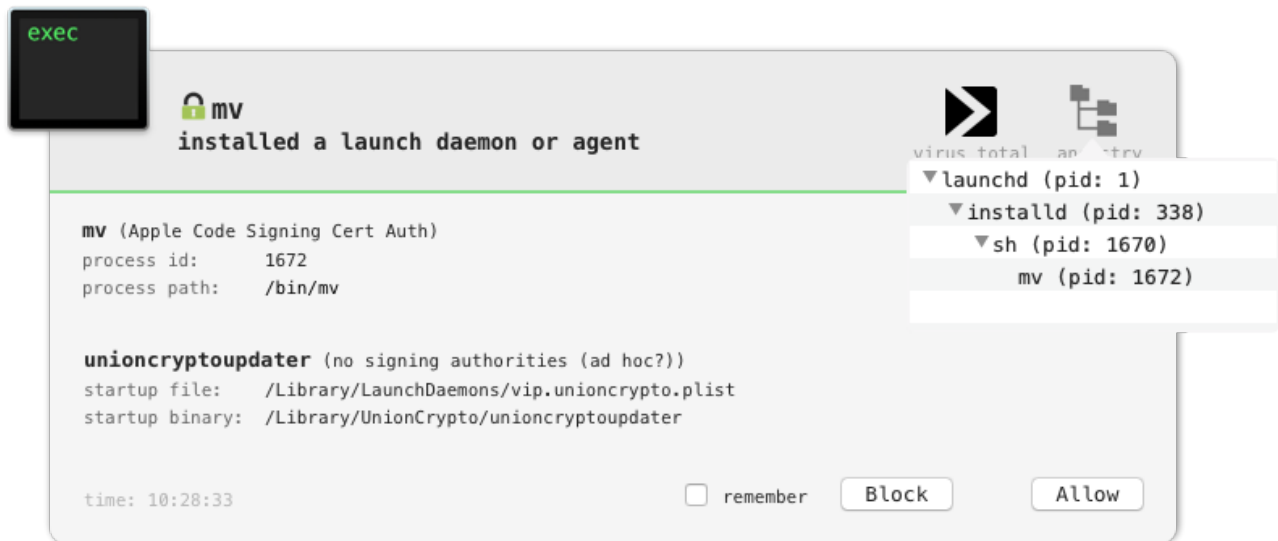 exec
mv
installed a launch daemon or agent
virus total
launchd (pid: 1)
installd (pid: 338)
sh (pid: 1670)
mv (pid: 1672)
mv (Apple Code Signing Cert Auth)
process id: 1672
process path: /bin/mv
unioncryptoupdater (no signing authorities (ad hoc?))
startup file: /Library/LaunchDaemons/vip.unioncrypto.plist
startup binary: /Library/UnionCrypto/unioncryptoupdater
time: 10:28:33
remember
Block
Allow